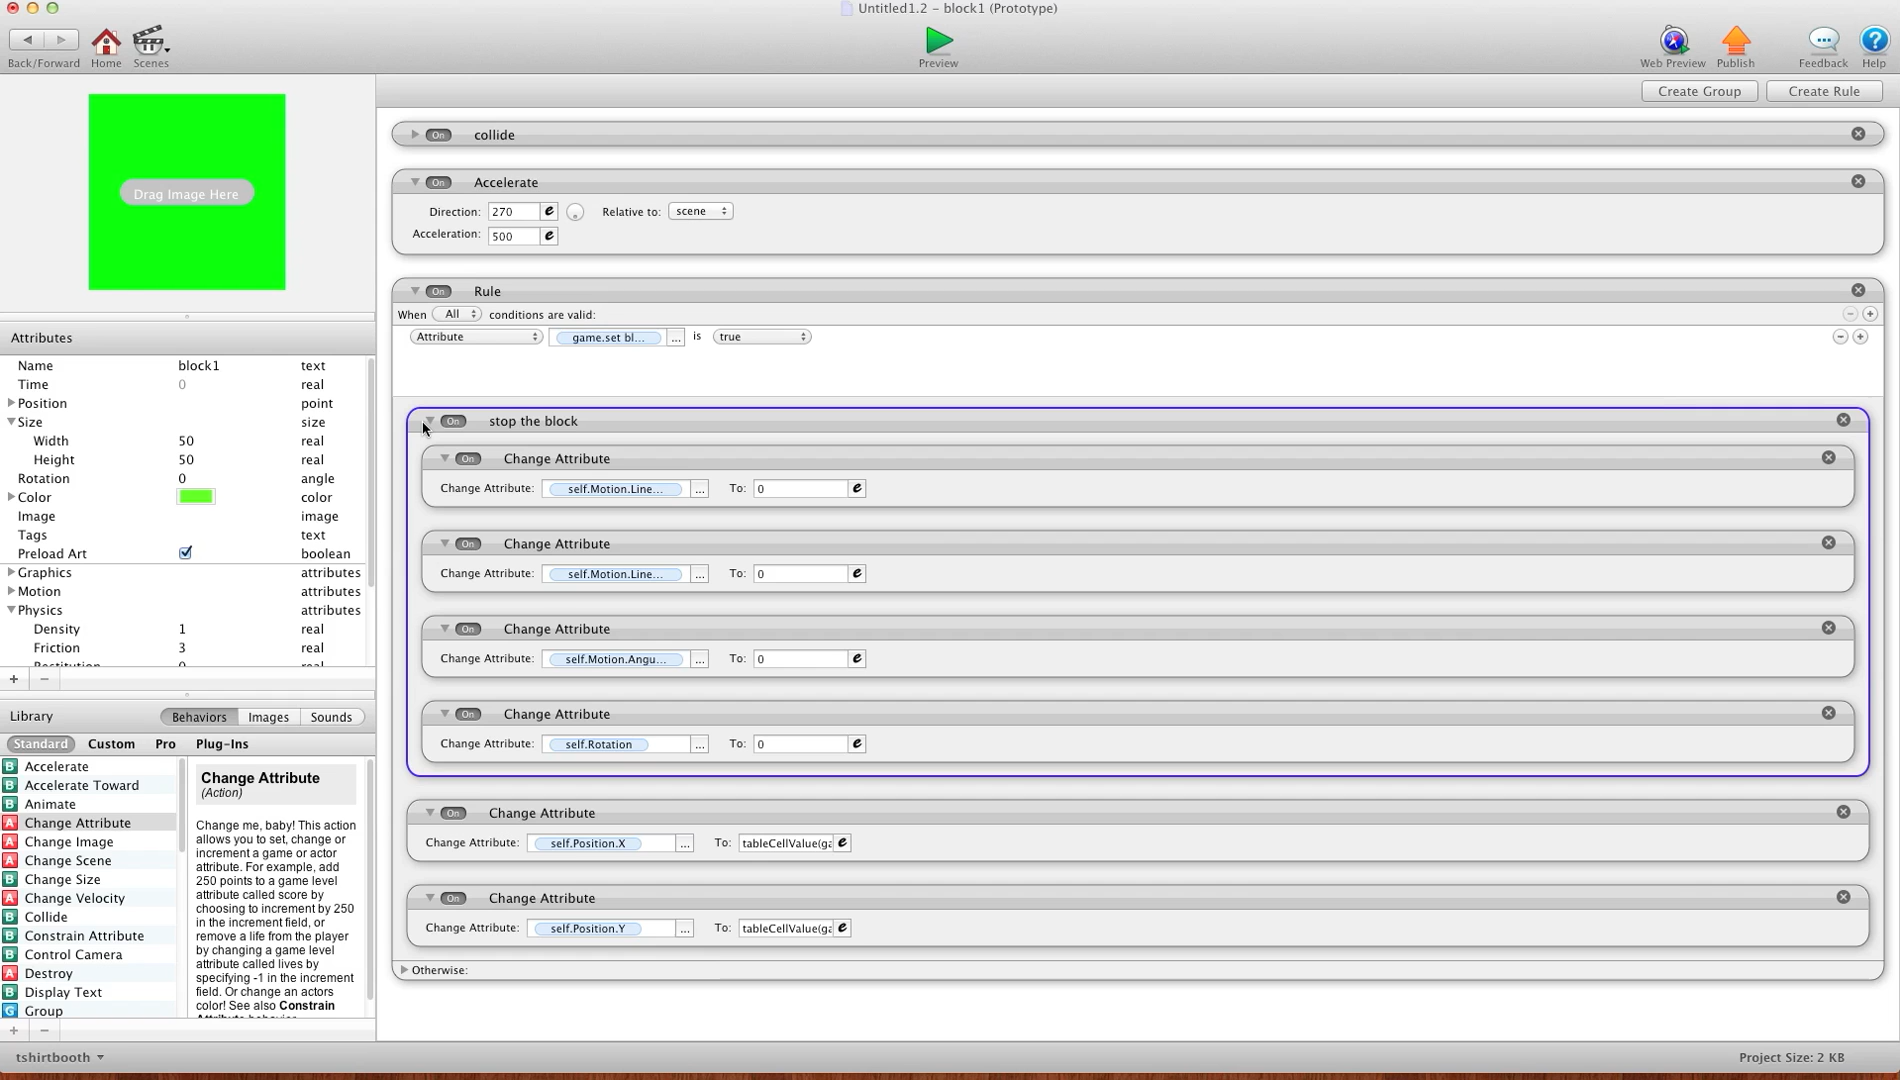 Untitled1.2 – block1 (Prototype)
Back/Forward
Home
Scenes
Preview
Web Preview
Publish
Feedback
Help
Create Group
Create Rule
Drag Image Here
Attributes
Name block1 text
Time 0 real
Position point
Size size
Width 50 real
Height 50 real
Rotation 0 angle
Color color
Image image
Tags text
Preload Art boolean
Graphics attributes
Motion attributes
Physics attributes
Density 1 real
Friction 3 real
Restitution 0 real
+ −
Library Behaviors Images Sounds
Standard Custom Pro Plug-Ins
B Accelerate
B Accelerate Toward
B Animate
A Change Attribute
A Change Image
A Change Scene
B Change Size
A Change Velocity
B Collide
B Constrain Attribute
B Control Camera
A Destroy
B Display Text
G Group
Change Attribute
(Action)
Change me, baby! This action
allows you to set, change or
increment a game or actor
attribute. For example, add
250 points to a game level
attribute called score by
choosing to increment by 250
in the increment field, or
remove a life from the player
by changing a game level
attribute called lives by
specifying -1 in the increment
field. Or change an actors
color! See also Constrain
Attribute behavior.
+ −
tshirtbooth
On collide
On Accelerate
Direction: 270 e Relative to: scene
Acceleration: 500 e
On Rule
When All conditions are valid:
Attribute game.set bl... ... is true
On stop the block
On Change Attribute
Change Attribute: self.Motion.Line... ... To: 0 e
On Change Attribute
Change Attribute: self.Motion.Line... ... To: 0 e
On Change Attribute
Change Attribute: self.Motion.Angu... ... To: 0 e
On Change Attribute
Change Attribute: self.Rotation ... To: 0 e
On Change Attribute
Change Attribute: self.Position.X ... To: tableCellValue(ga e
On Change Attribute
Change Attribute: self.Position.Y ... To: tableCellValue(ga e
Otherwise:
Project Size: 2 KB